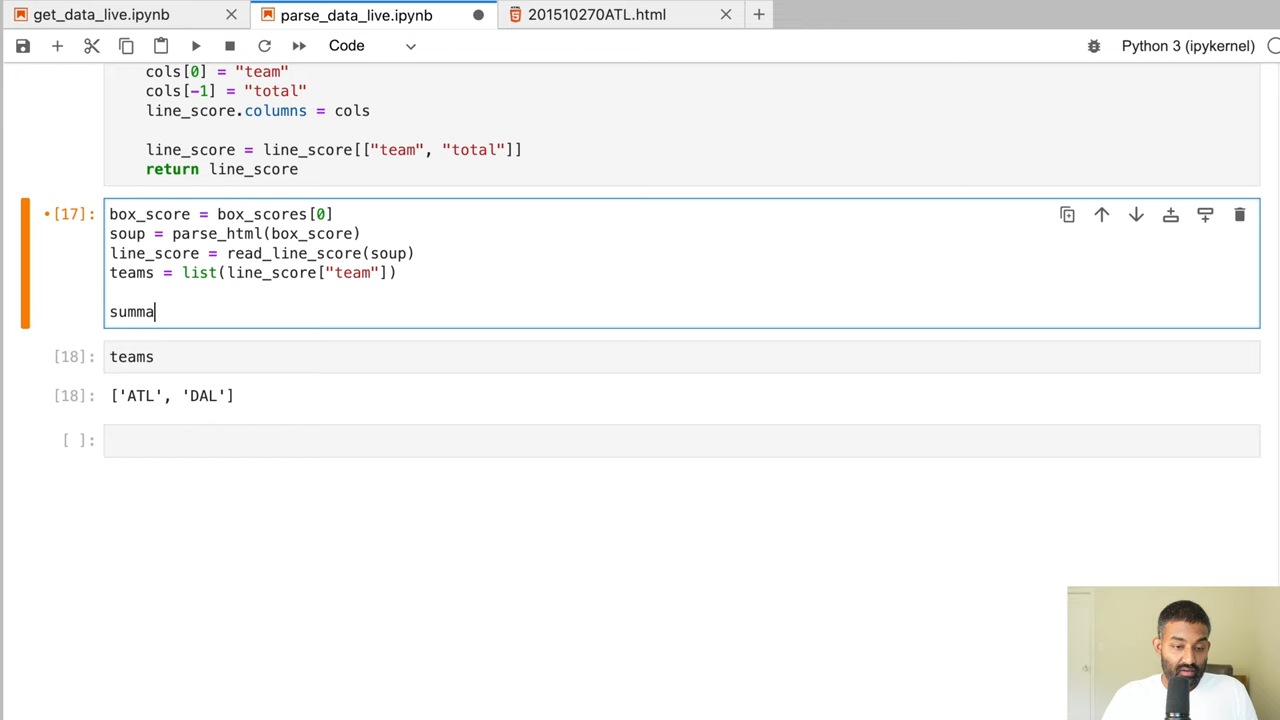 get_data_live.ipynb
parse_data_live.ipynb
201510270ATL.html
Code
Python 3 (ipykernel)
cols[0] = "team"
cols[-1] = "total"
line_score.columns = cols
line_score = line_score[["team", "total"]]
return line_score
[17]:
box_score = box_scores[0]
soup = parse_html(box_score)
line_score = read_line_score(soup)
teams = list(line_score["team"])
summa
[18]: teams
[18]: ['ATL', 'DAL']
[ ]: